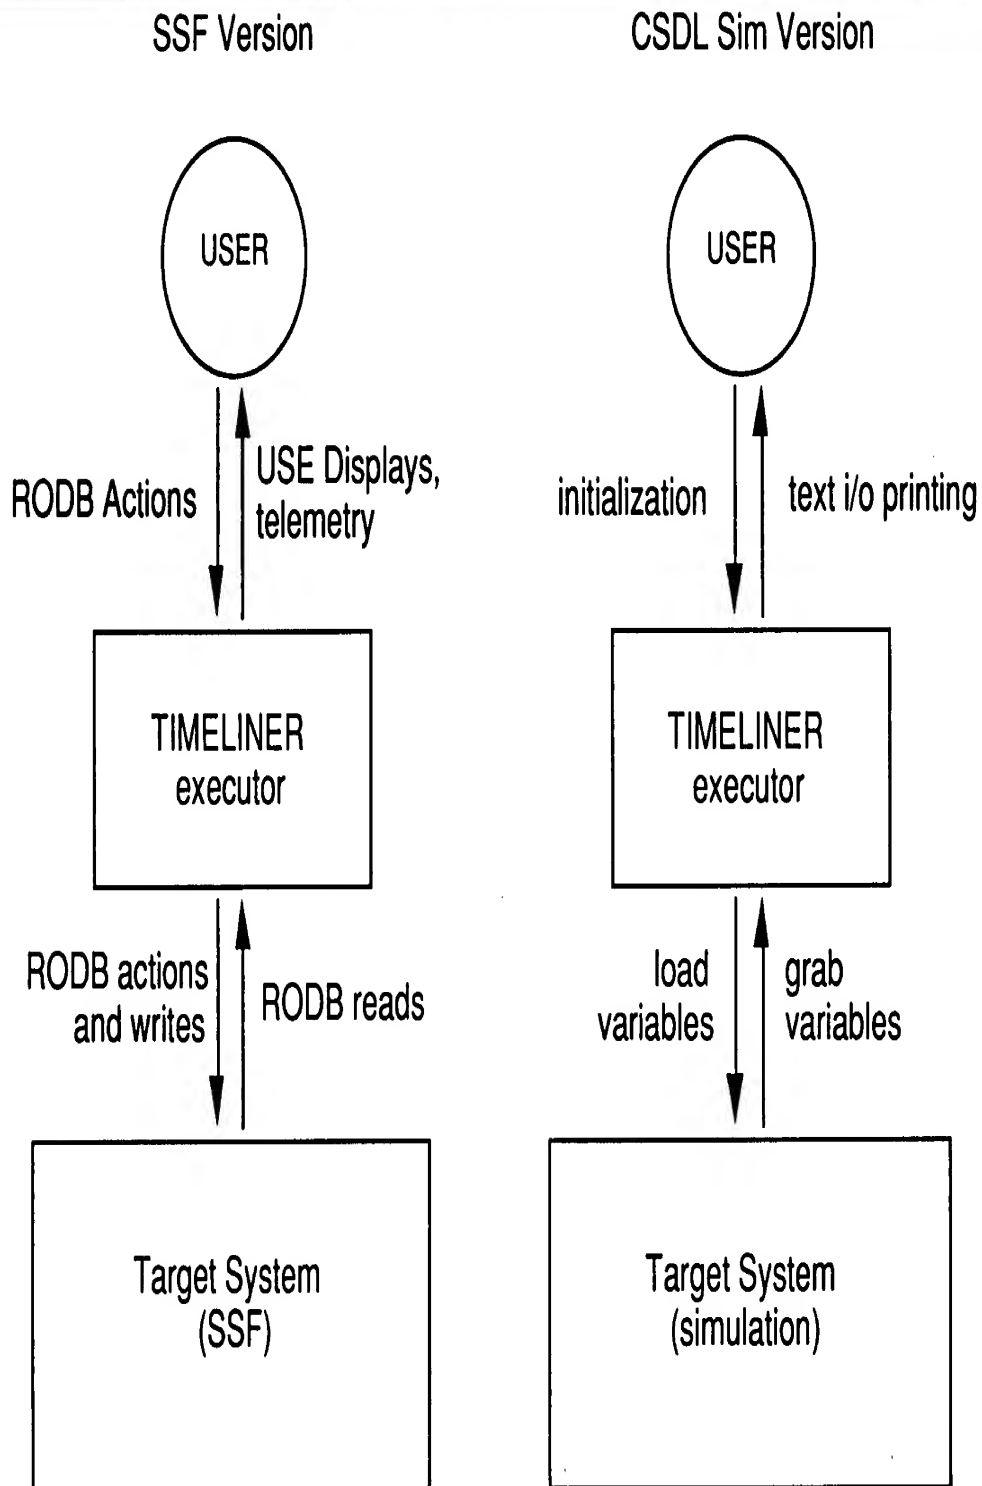 SSF Version
USER
RODB Actions
USE Displays,
telemetry
TIMELINER
executor
RODB actions
and writes
RODB reads
Target System
(SSF)
CSDL Sim Version
USER
initialization
text i/o printing
TIMELINER
executor
load
variables
grab
variables
Target System
(simulation)